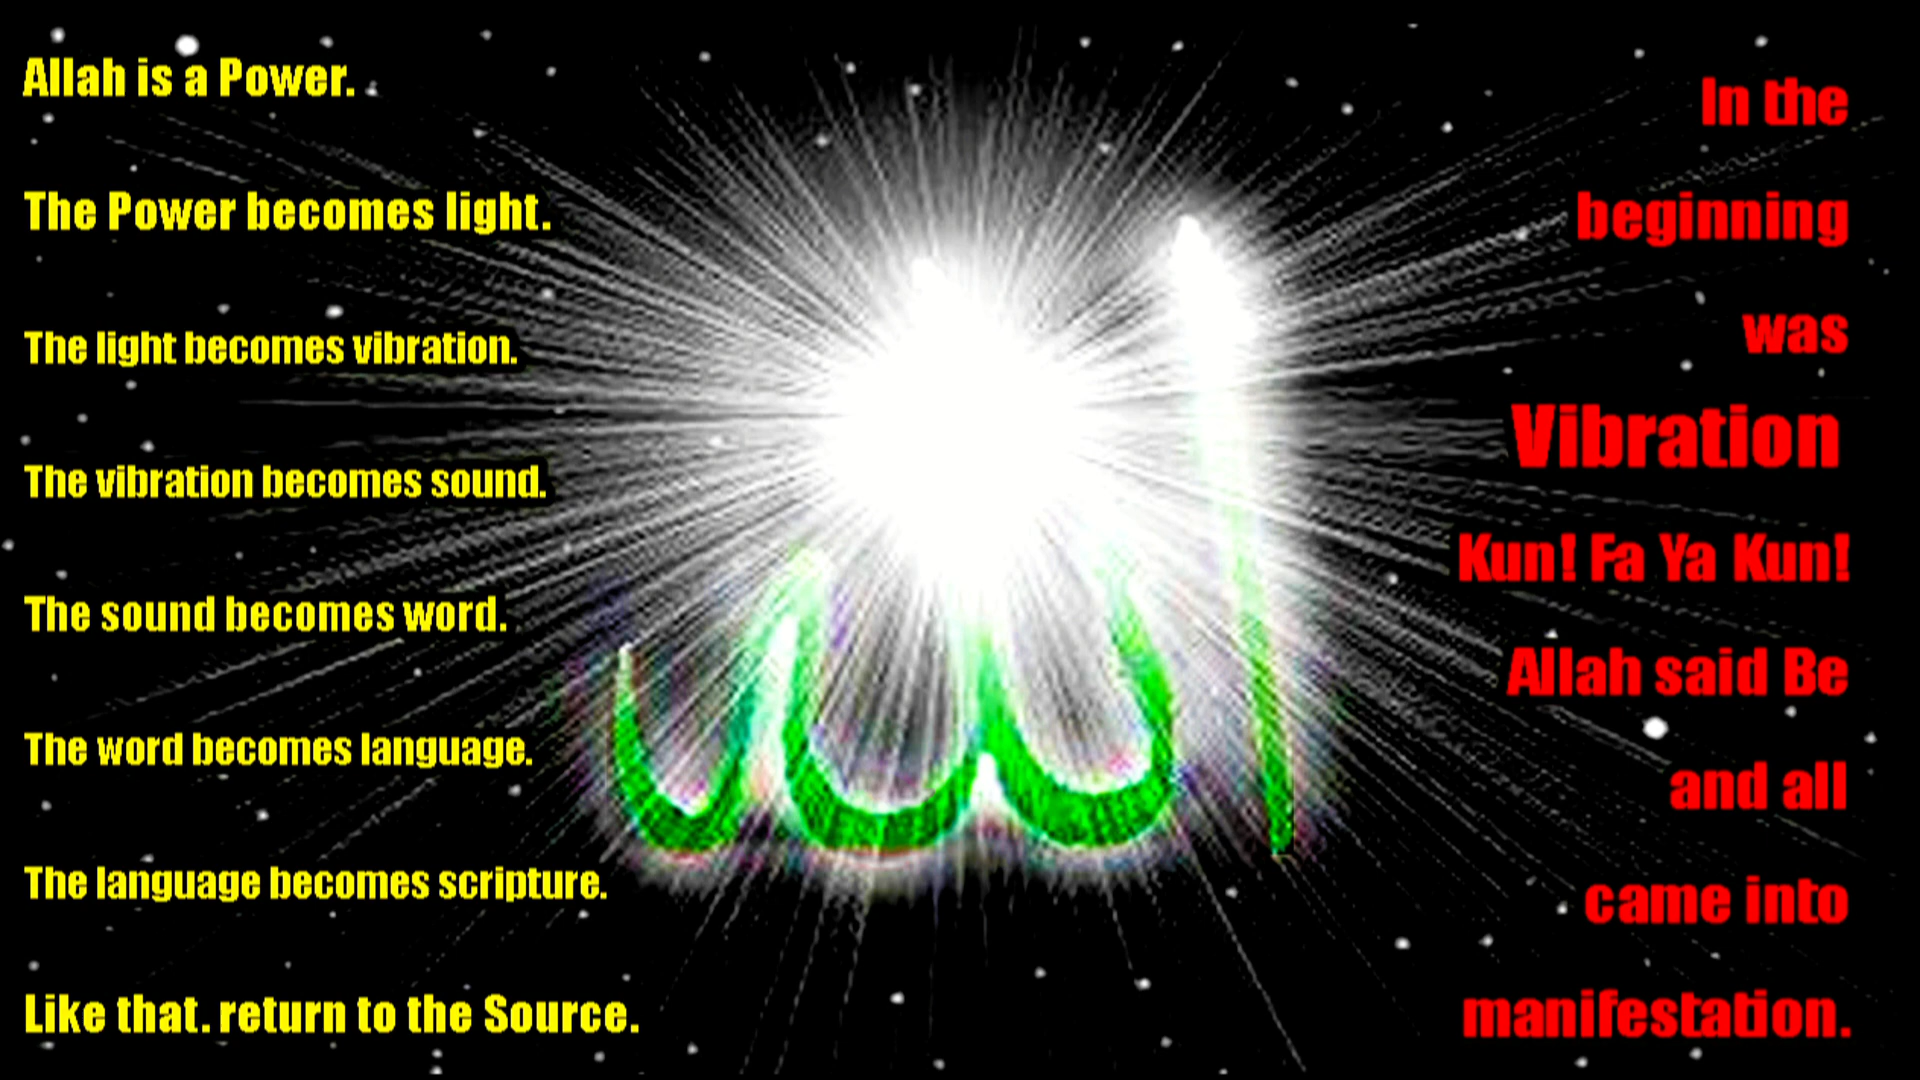 Allah is a Power.
The Power becomes light.
The light becomes vibration.
The vibration becomes sound.
The sound becomes word.
The word becomes language.
The language becomes scripture.
Like that. return to the Source.
الله
In the
beginning
was
Vibration
Kun! Fa Ya Kun!
Allah said Be
and all
came into
manifestation.